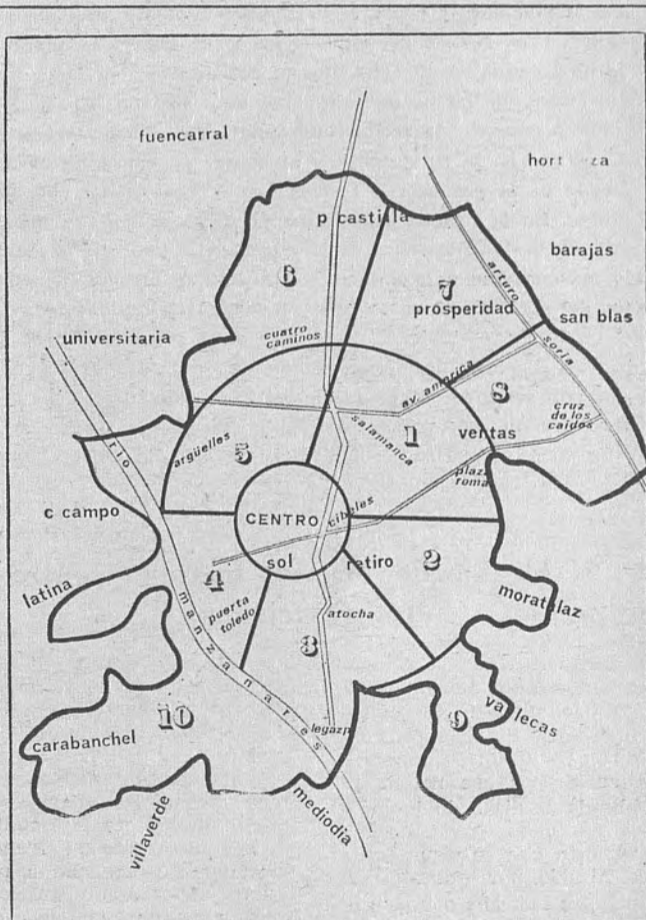 fuencarral
hort za
p castilla
barajas
6
arturo
7
prosperidad
san blas
universitaria
cuatro
caminos
soria
av. america
8
cruz
de los
caidos
salamanca
1
ventas
argüelles
5
plaza
roma
rio
c campo
CENTRO
cibeles
sol
retiro
2
4
latina
moratalaz
puerta
toledo
atocha
manzanares
3
vallecas
10
9
legazpi
carabanchel
mediodia
villaverde